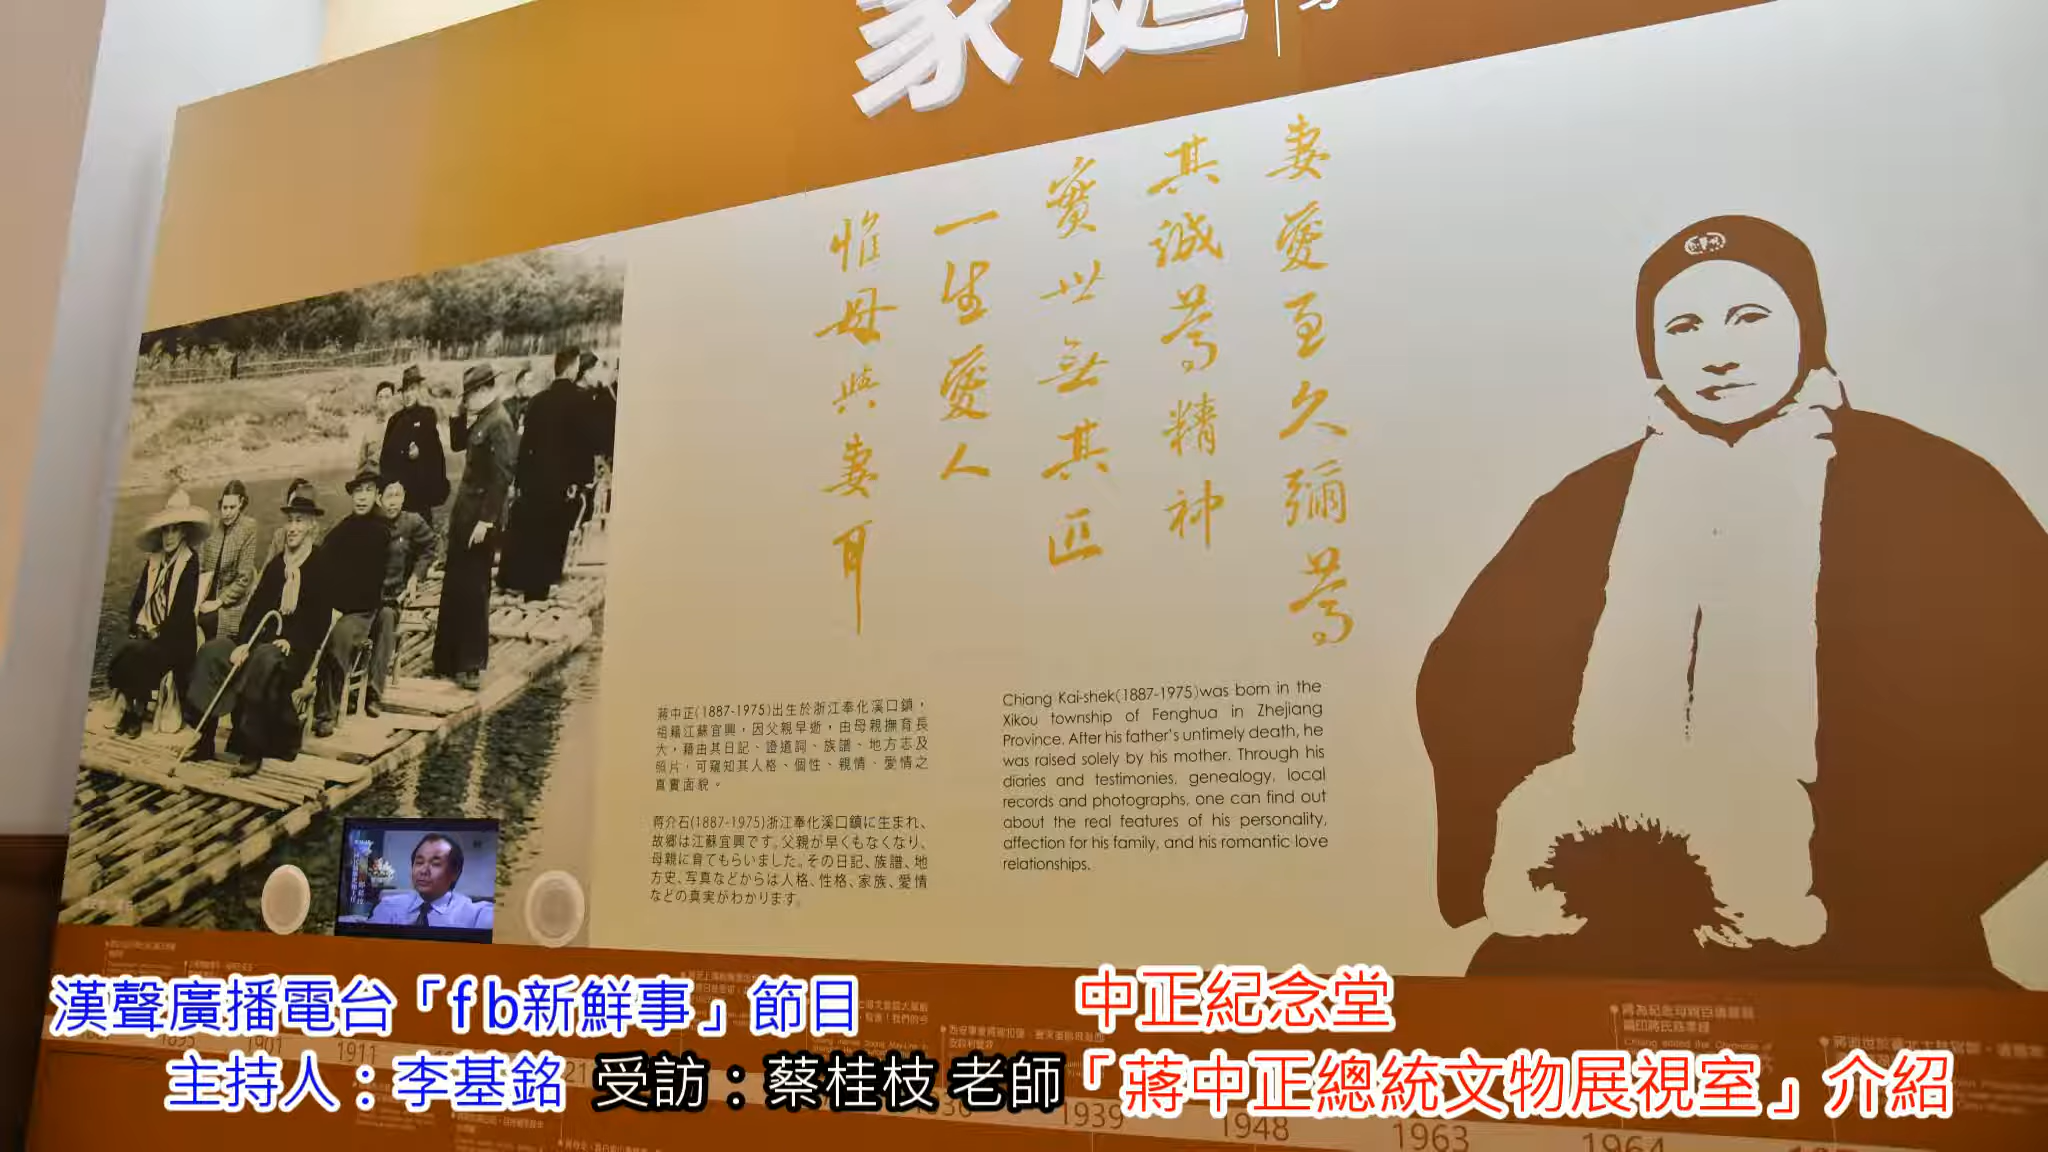 家庭
妻愛至久彌篤
其誠篤精神
實世無其匹
一生愛人
惟母與妻耳
蔣中正(1887-1975)出生於浙江奉化溪口鎮，
祖籍江蘇宜興，因父親早逝，由母親撫育長
大，藉由其日記、證道詞、族譜、地方志及
照片，可窺知其人格、個性、親情、愛情之
真實面貌。
蒋介石(1887-1975)浙江奉化溪口鎮に生まれ、
故郷は江蘇宜興です。父親が早くもなくなり、
母親に育てもらいました。その日記、族譜、地
方史、写真などからは人格、性格、家族、愛情
などの真実がわかります。
Chiang Kai-shek(1887-1975)was born in the
Xikou township of Fenghua in Zhejiang
Province. After his father's untimely death, he
was raised solely by his mother. Through his
diaries and testimonies, genealogy, local
records and photographs, one can find out
about the real features of his personality,
affection for his family, and his romantic love
relationships.
漢聲廣播電台「fb新鮮事」節目
主持人：李基銘 受訪：蔡桂枝 老師
中正紀念堂
「蔣中正總統文物展視室」介紹
1901
1911
1936
1939
1948
1963
1964